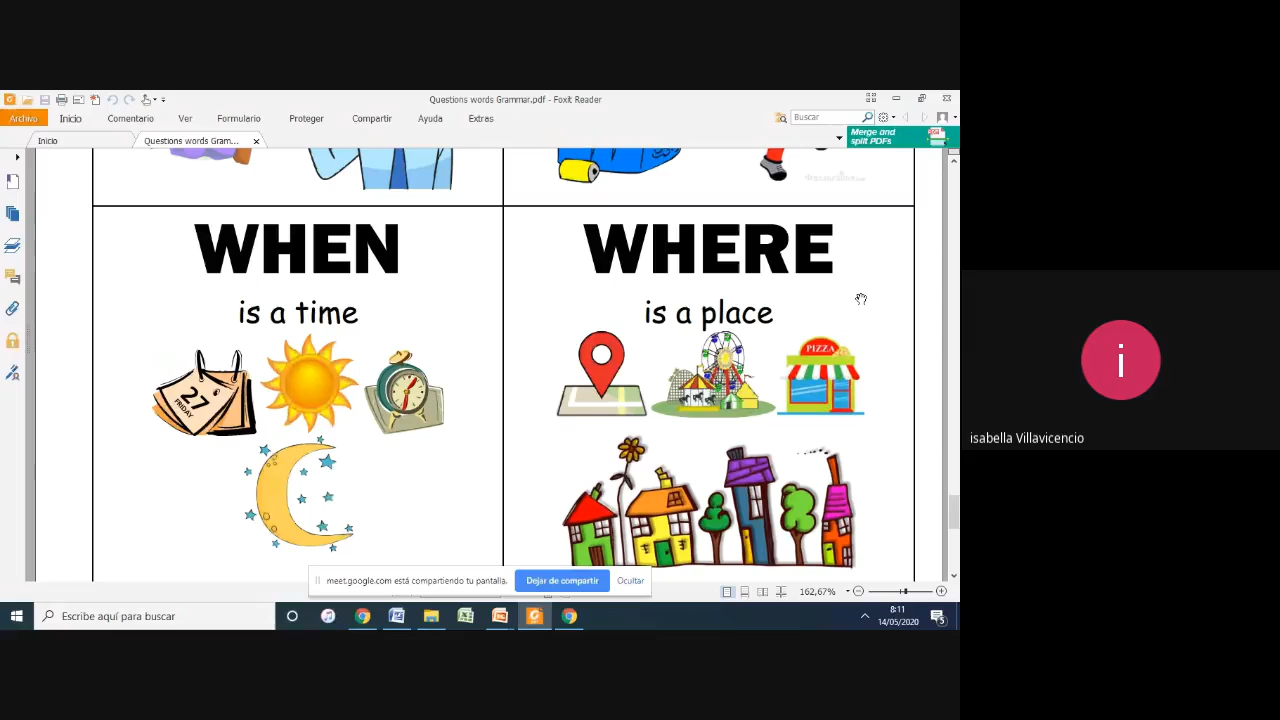 Questions words Grammar.pdf - Foxit Reader
Archivo Inicio Comentario Ver Formulario Proteger Compartir Ayuda Extras
Buscar
Inicio
Questions words Gram...
Merge and
split PDFs
WHEN
is a time
27
FRIDAY
WHERE
is a place
PIZZA
meet.google.com está compartiendo tu pantalla.
Dejar de compartir
Ocultar
162,67%
Escribe aquí para buscar
8:11
14/05/2020
5
i
isabella Villavicencio